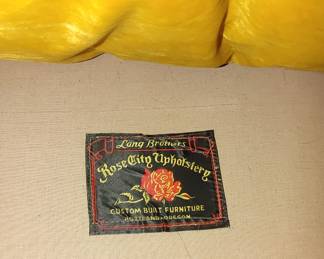 Lang Brothers
Rose City Upholstery
CUSTOM BUILT FURNITURE
PORTLAND·OREGON